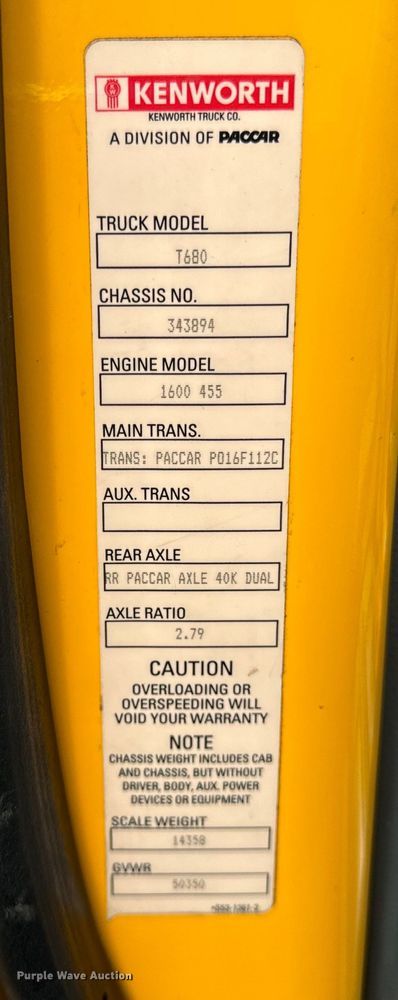 KENWORTH
KENWORTH TRUCK CO.
A DIVISION OF PACCAR
TRUCK MODEL
T680
CHASSIS NO.
343894
ENGINE MODEL
1600 455
MAIN TRANS.
TRANS: PACCAR PO16F112C
AUX. TRANS
REAR AXLE
RR PACCAR AXLE 40K DUAL
AXLE RATIO
2.79
CAUTION
OVERLOADING OR
OVERSPEEDING WILL
VOID YOUR WARRANTY
NOTE
CHASSIS WEIGHT INCLUDES CAB
AND CHASSIS, BUT WITHOUT
DRIVER, BODY, AUX. POWER
DEVICES OR EQUIPMENT
SCALE WEIGHT
14358
GVWR
50350
Purple Wave Auction